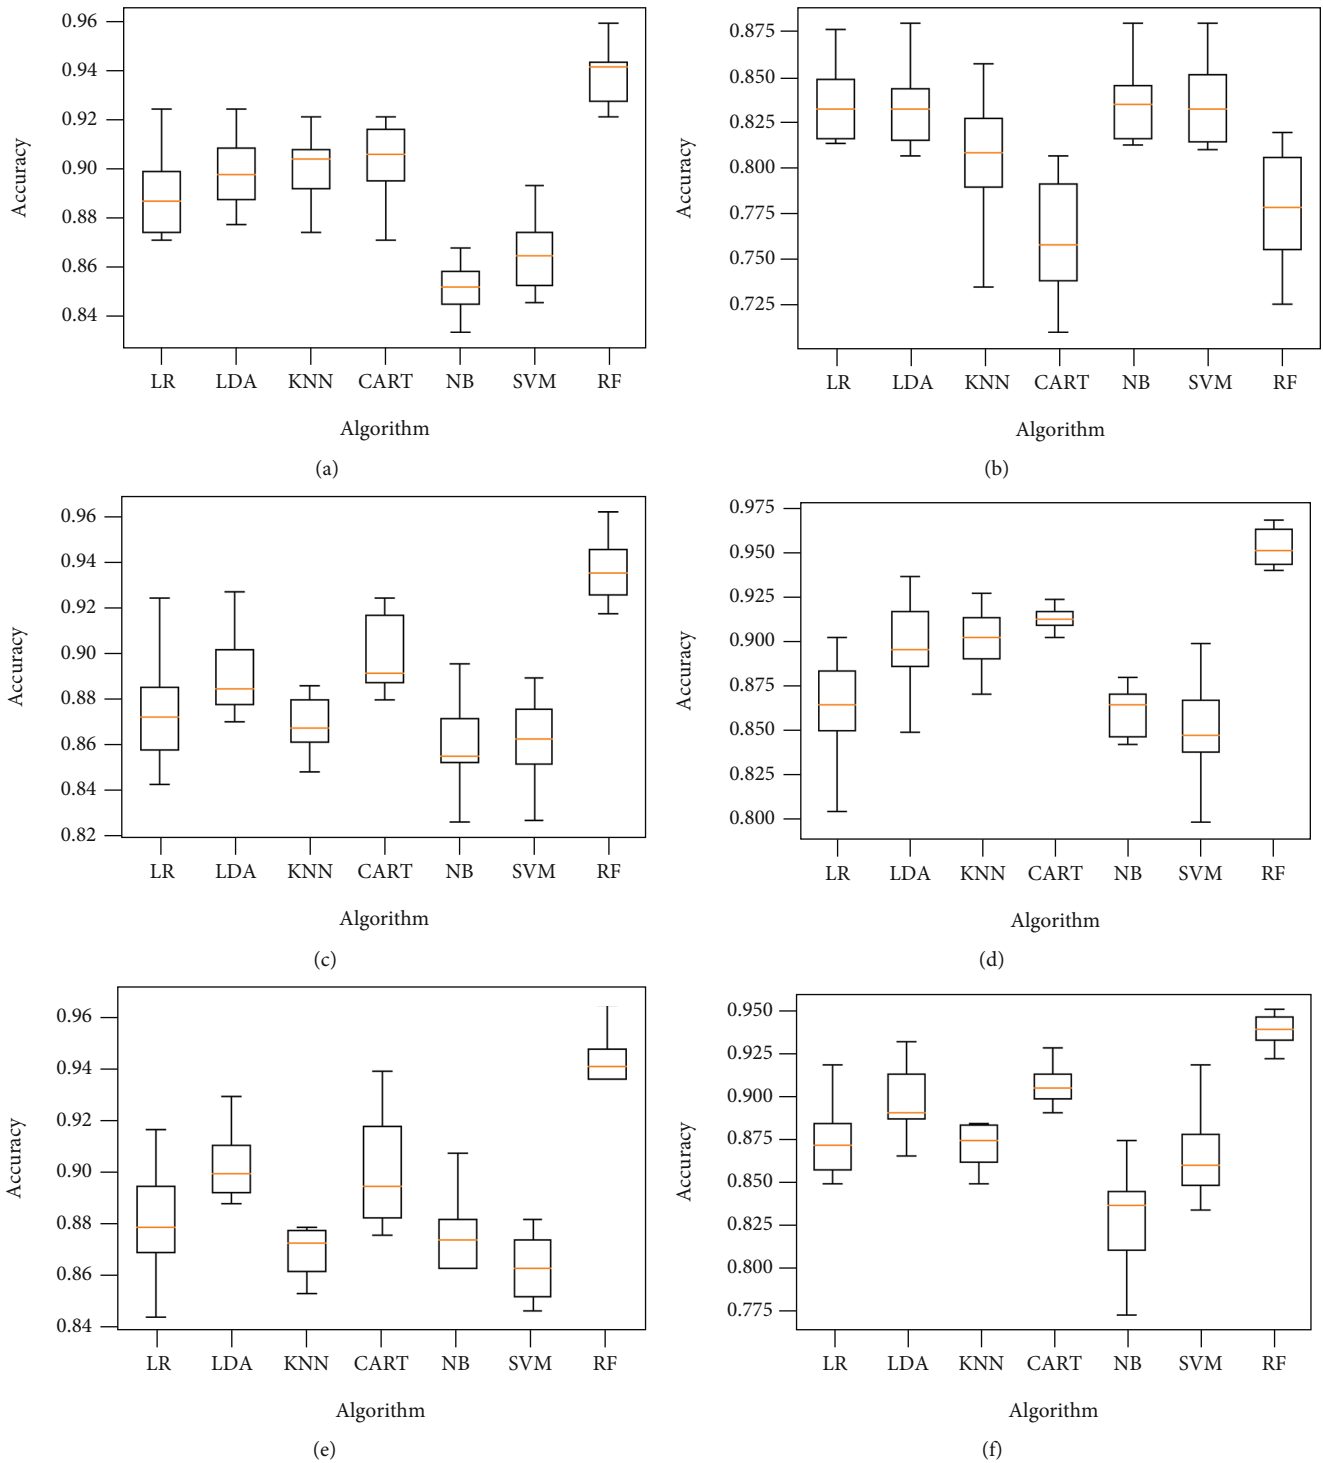 0.96
0.94
0.92
0.90
0.88
0.86
0.84
Accuracy
LR LDA KNN CART NB SVM RF
Algorithm
(a)
0.875
0.850
0.825
0.800
0.775
0.750
0.725
Accuracy
LR LDA KNN CART NB SVM RF
Algorithm
(b)
0.96
0.94
0.92
0.90
0.88
0.86
0.84
0.82
Accuracy
LR LDA KNN CART NB SVM RF
Algorithm
(c)
0.975
0.950
0.925
0.900
0.875
0.850
0.825
0.800
Accuracy
LR LDA KNN CART NB SVM RF
Algorithm
(d)
0.96
0.94
0.92
0.90
0.88
0.86
0.84
Accuracy
LR LDA KNN CART NB SVM RF
Algorithm
(e)
0.950
0.925
0.900
0.875
0.850
0.825
0.800
0.775
Accuracy
LR LDA KNN CART NB SVM RF
Algorithm
(f)